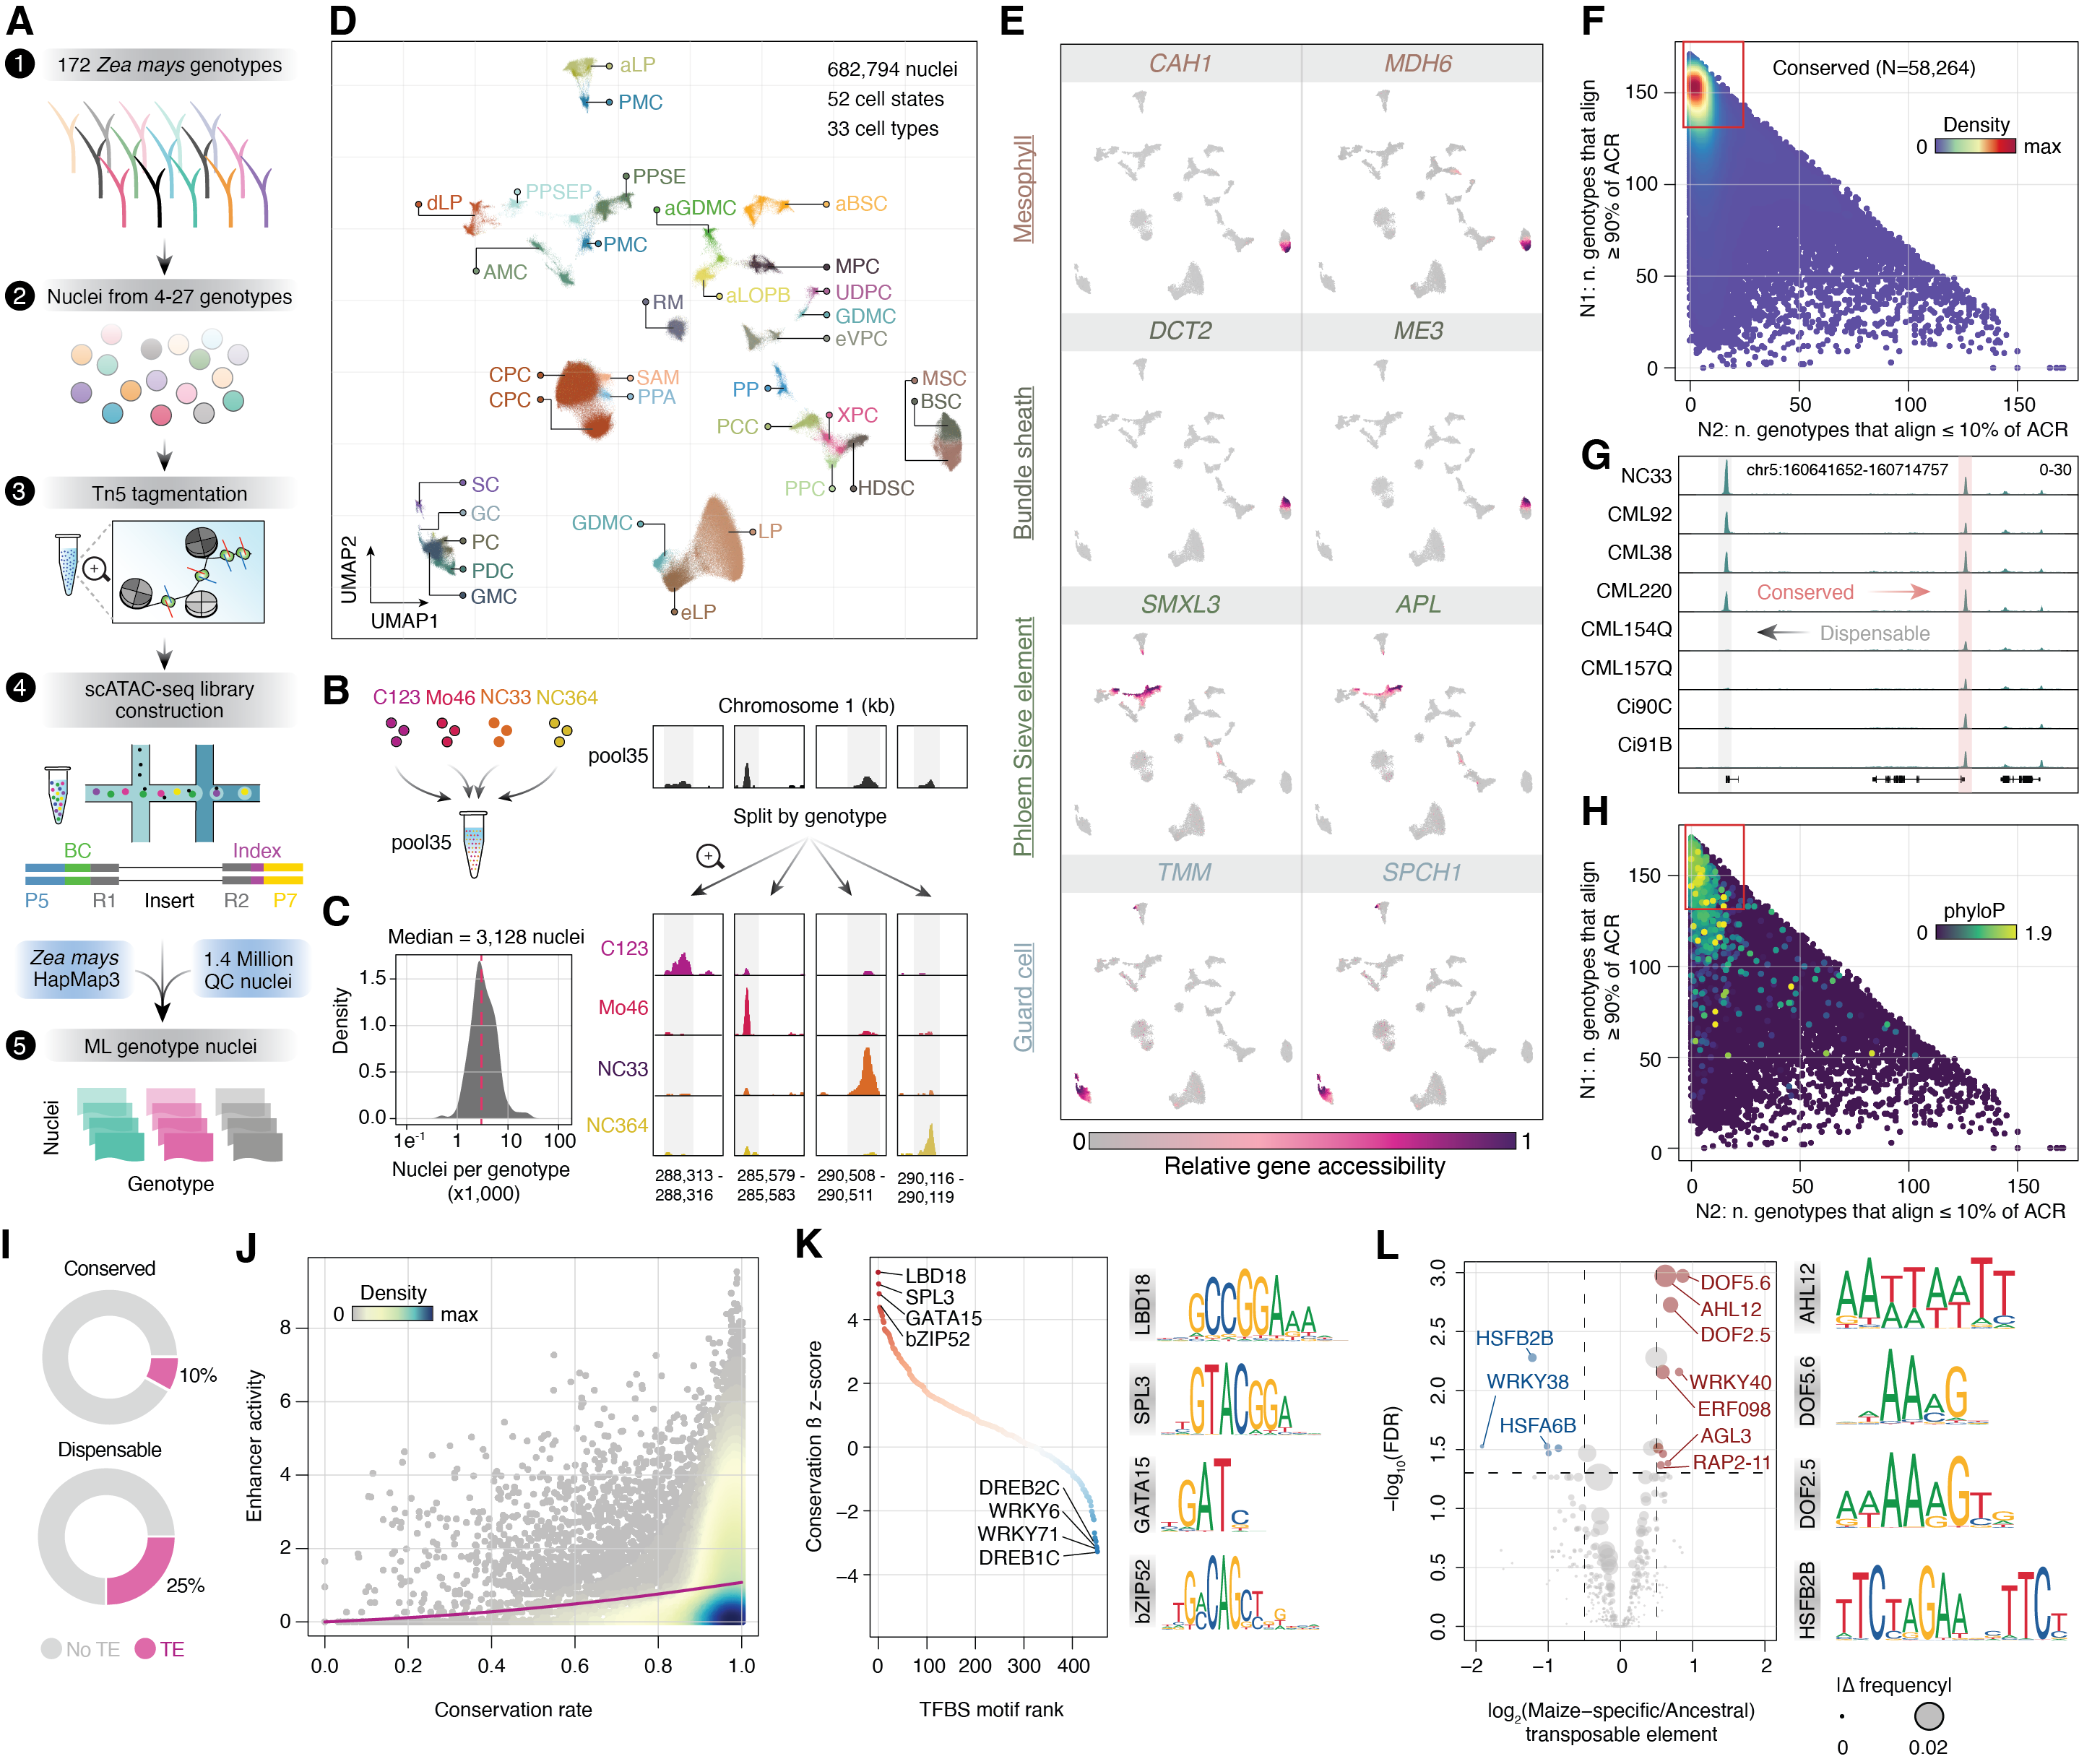 A
1
172 Zea mays genotypes
2
Nuclei from 4-27 genotypes
3
Tn5 tagmentation
4
scATAC-seq library
construction
BC
Index
P5
R1
Insert
R2
P7
Zea mays
HapMap3
1.4 Million
QC nuclei
5
ML genotype nuclei
Nuclei
Genotype
D
682,794 nuclei
52 cell states
33 cell types
aLP
PMC
PPSE
PPSEP
dLP
aGDMC
aBSC
PMC
AMC
MPC
UDPC
aLOPB
RM
GDMC
eVPC
CPC
SAM
CPC
PPA
PP
MSC
BSC
XPC
PCC
PPC
HDSC
SC
GC
GDMC
LP
PC
PDC
GMC
eLP
UMAP2
UMAP1
B
C123 Mo46 NC33 NC364
pool35
Chromosome 1 (kb)
pool35
Split by genotype
C123
Mo46
NC33
NC364
288,313 -
288,316
285,579 -
285,583
290,508 -
290,511
290,116 -
290,119
C
Median = 3,128 nuclei
Density
1.5
1.0
0.5
0.0
1e-1 1 10 100
Nuclei per genotype
(x1,000)
E
CAH1
MDH6
Mesophyll
DCT2
ME3
Bundle sheath
SMXL3
APL
Phloem Sieve element
TMM
SPCH1
Guard cell
0
1
Relative gene accessibility
F
Conserved (N=58,264)
Density
0
max
N1: n. genotypes that align
≥ 90% of ACR
150
100
50
0
0 50 100 150
N2: n. genotypes that align ≤ 10% of ACR
G
chr5:160641652-160714757
0-30
NC33
CML92
CML38
CML220
CML154Q
CML157Q
Ci90C
Ci91B
Conserved
Dispensable
H
phyloP
0
1.9
N1: n. genotypes that align
≥ 90% of ACR
150
100
50
0
0 50 100 150
N2: n. genotypes that align ≤ 10% of ACR
I
Conserved
10%
Dispensable
25%
No TE
TE
J
Density
0
max
Enhancer activity
8
6
4
2
0
0.0 0.2 0.4 0.6 0.8 1.0
Conservation rate
K
LBD18
SPL3
GATA15
bZIP52
Conservation ß z−score
4
2
0
−2
−4
DREB2C
WRKY6
WRKY71
DREB1C
0 100 200 300 400
TFBS motif rank
LBD18
GCCGGAAA
SPL3
GTACGGA
GATA15
GATC
bZIP52
TGACAGCT
L
−log10(FDR)
3.0
2.5
2.0
1.5
1.0
0.5
0.0
HSFB2B
WRKY38
HSFA6B
DOF5.6
AHL12
DOF2.5
WRKY40
ERF098
AGL3
RAP2-11
−2 −1 0 1 2
log2(Maize−specific/Ancestral)
transposable element
AHL12
AATTAATT
DOF5.6
AAAG
DOF2.5
AAAAAGTG
HSFB2B
TTCTAGAA TTCT
|Δ frequency|
0
0.02